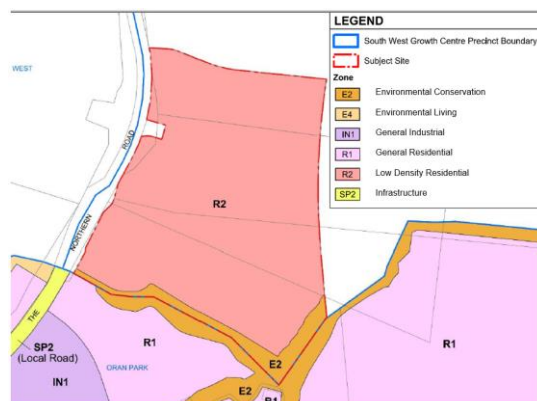 LEGEND
South West Growth Centre Precinct Boundary
Subject Site
Zone
E2 Environmental Conservation
E4 Environmental Living
IN1 General Industrial
R1 General Residential
R2 Low Density Residential
SP2 Infrastructure
WEST
ROAD
NORTHERN
THE
R2
R1
R1
E2
SP2
(Local Road)
ORAN PARK
IN1
E2
R1